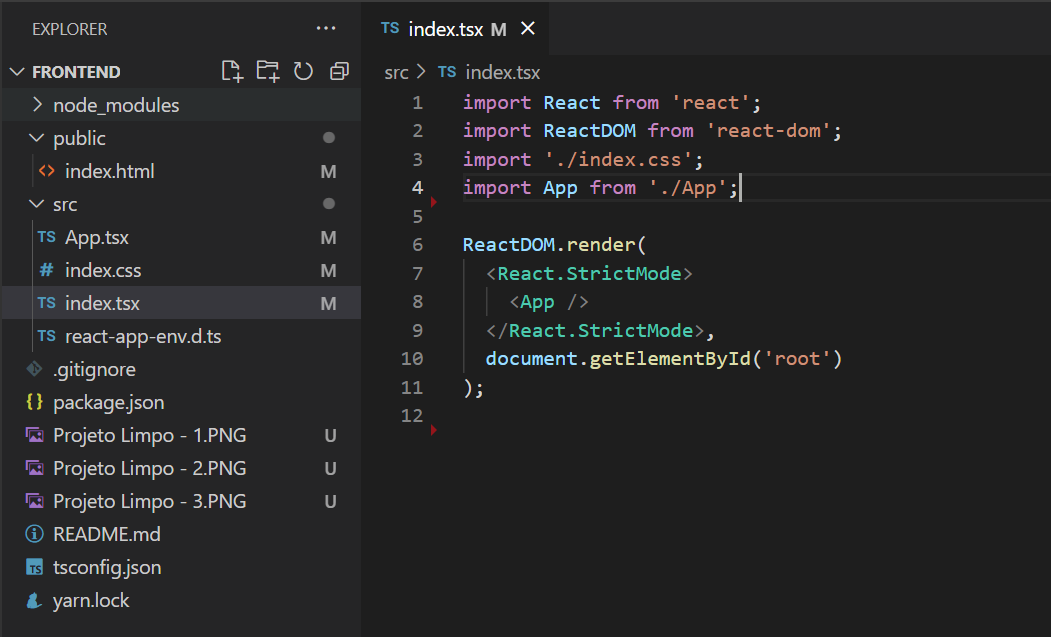 EXPLORER ···
FRONTEND
node_modules
public
index.html M
src
App.tsx M
index.css M
index.tsx M
react-app-env.d.ts
.gitignore
package.json
Projeto Limpo - 1.PNG U
Projeto Limpo - 2.PNG U
Projeto Limpo - 3.PNG U
README.md
tsconfig.json
yarn.lock
TS index.tsx M
src > TS index.tsx
1 import React from 'react';
2 import ReactDOM from 'react-dom';
3 import './index.css';
4 import App from './App';
5
6 ReactDOM.render(
7 <React.StrictMode>
8 <App />
9 </React.StrictMode>,
10 document.getElementById('root')
11 );
12